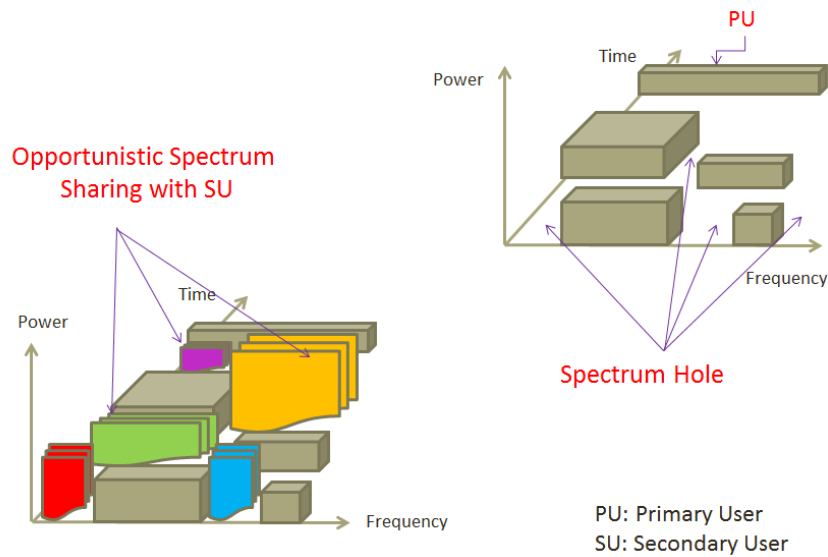 PU
Time
Power
Opportunistic Spectrum
Sharing with SU
Frequency
Time
Power
Spectrum Hole
Frequency
PU: Primary User
SU: Secondary User